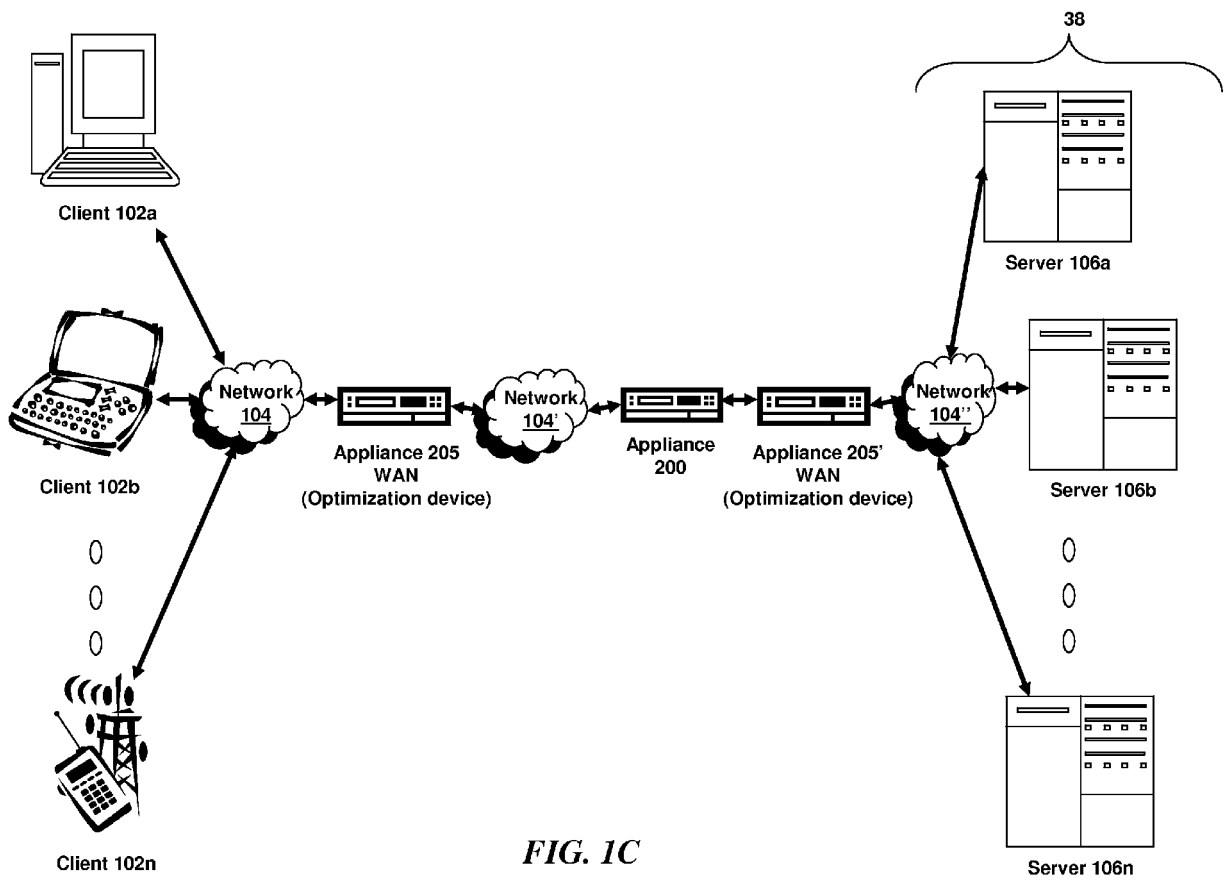 38
Client 102a
Server 106a
Network
104
Network
104'
Network
104''
Appliance 205
WAN
(Optimization device)
Appliance
200
Appliance 205'
WAN
(Optimization device)
Client 102b
Server 106b
Client 102n
Server 106n
FIG. 1C